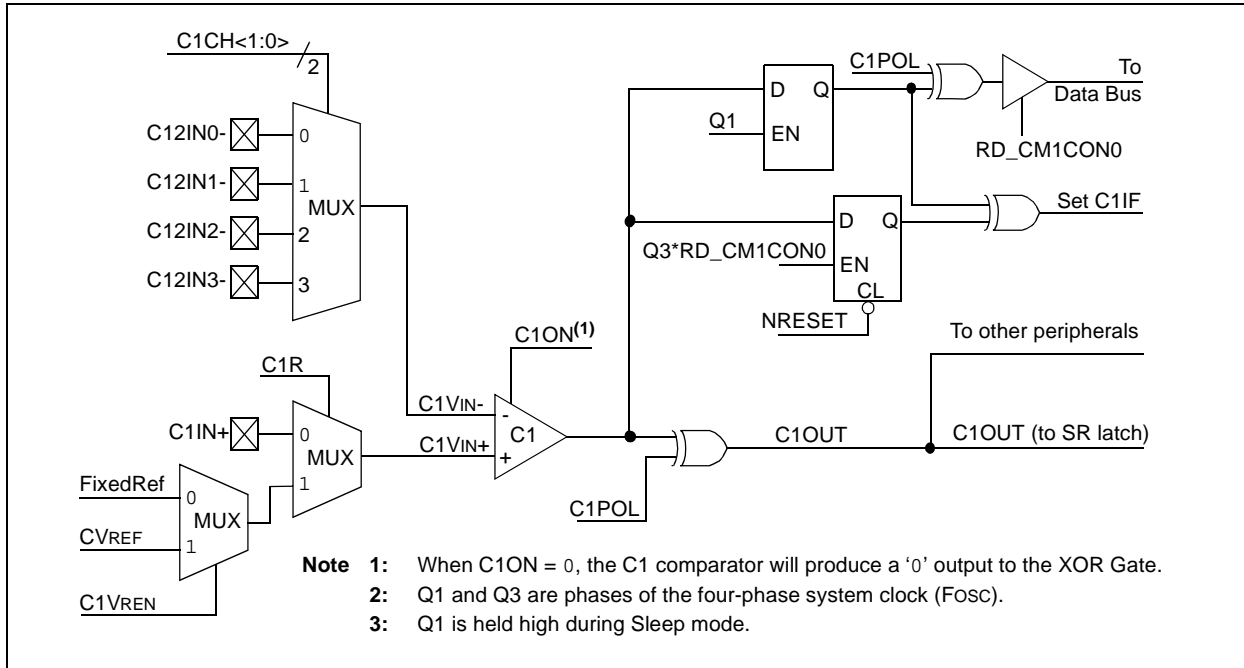 C1CH<1:0>
2
C12IN0-
0
C12IN1-
1
MUX
C12IN2-
2
C12IN3-
3
C1POL
To
Data Bus
D
Q
Q1
EN
RD_CM1CON0
D
Q
Set C1IF
Q3*RD_CM1CON0
EN
CL
NRESET
To other peripherals
C1ON(1)
C1R
C1VIN-
-
C1
C1IN+
0
MUX
C1VIN+
+
1
C1OUT
C1OUT (to SR latch)
FixedRef
0
MUX
CVREF
1
C1POL
C1VREN
Note 1: When C1ON = 0, the C1 comparator will produce a ‘0’ output to the XOR Gate.
2: Q1 and Q3 are phases of the four-phase system clock (FOSC).
3: Q1 is held high during Sleep mode.